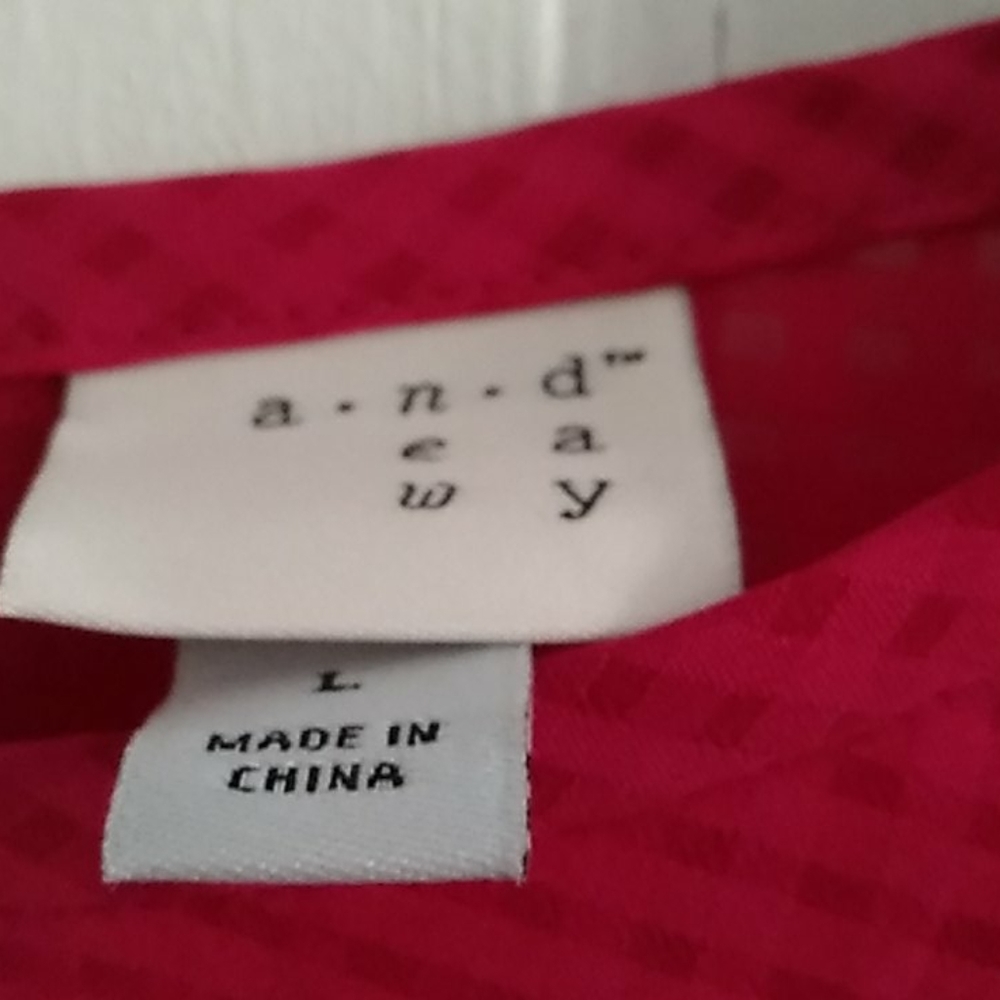 a · n · d™
e a
w y
L
MADE IN
CHINA